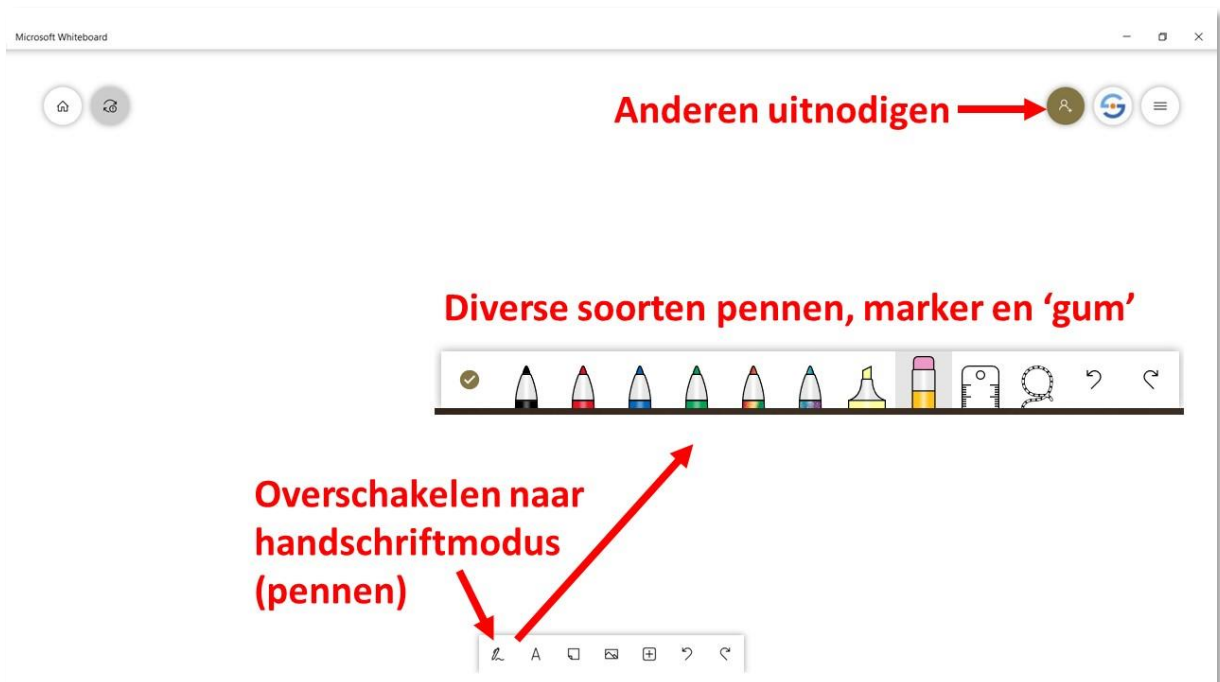 Microsoft Whiteboard
Anderen uitnodigen
Diverse soorten pennen, marker en ‘gum’
Overschakelen naar
handschriftmodus
(pennen)
A